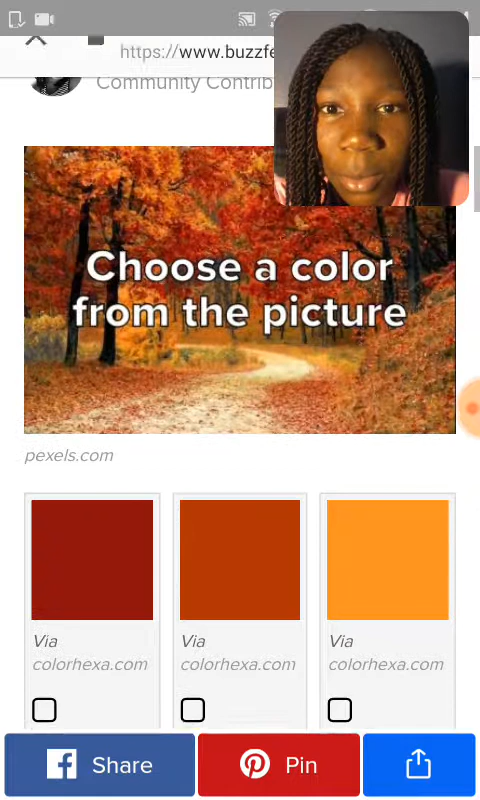 https://www.buzzfe
Community Contrib
Choose a color
from the picture
pexels.com
Via
colorhexa.com
Via
colorhexa.com
Via
colorhexa.com
Share
Pin